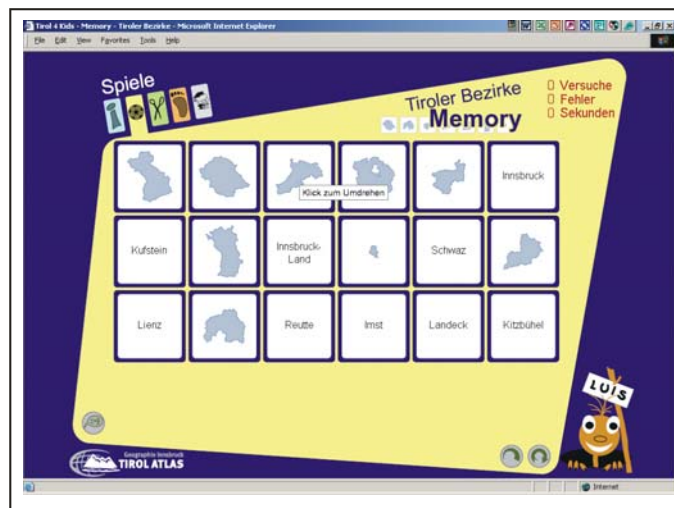 Tirol 4 Kids - Memory - Tiroler Bezirke - Microsoft Internet Explorer
File Edit View Favorites Tools Help
Spiele
Tiroler Bezirke
Memory
0 Versuche
0 Fehler
0 Sekunden
Klick zum Umdrehen
Innsbruck
Kufstein
Innsbruck-
Land
Schwaz
Lienz
Reutte
Imst
Landeck
Kitzbühel
LUIS
Geographie Innsbruck
TIROL ATLAS
Internet